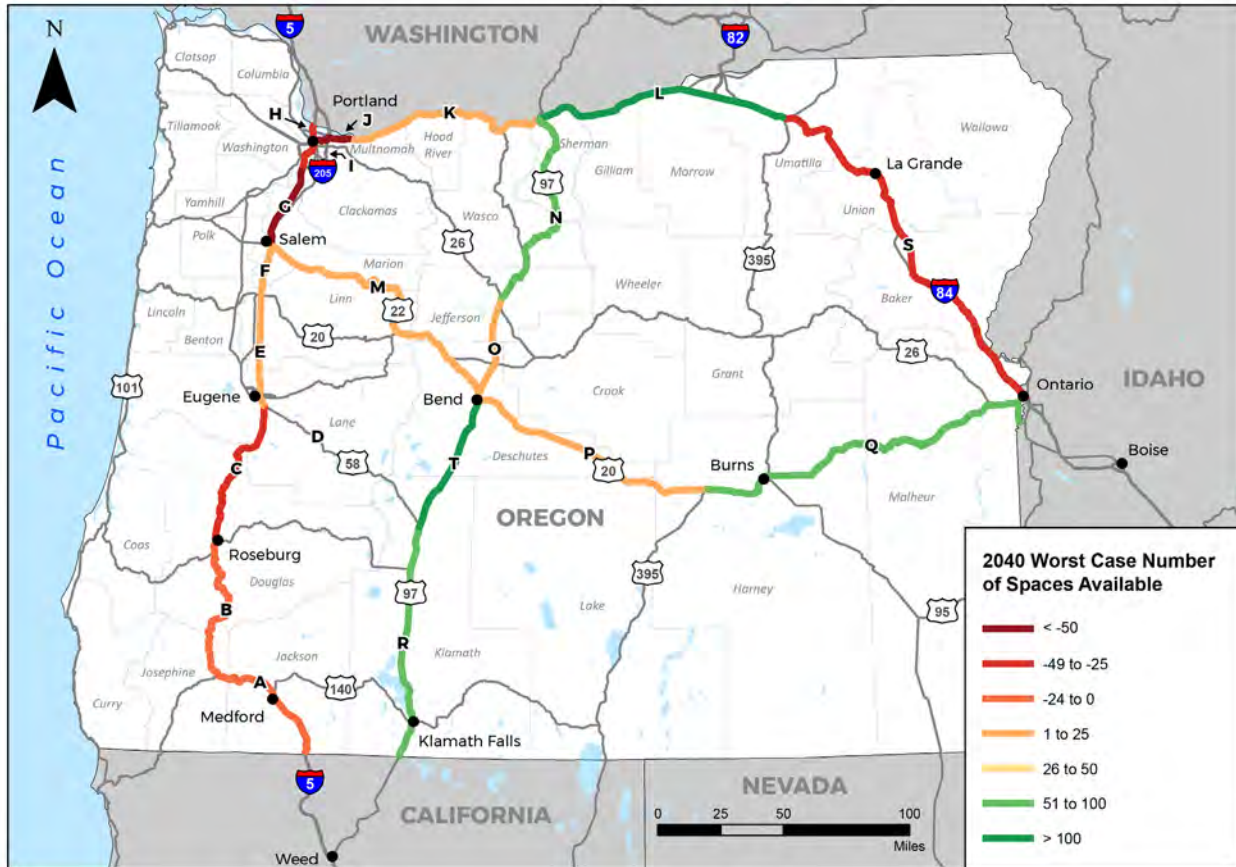 N
5
WASHINGTON
82
Clatsop
Columbia
Portland
H
J
K
L
Tillamook
Washington
Multnomah
Hood
River
Sherman
Gilliam
Morrow
Umatilla
Wallowa
I
205
97
La Grande
Union
Yamhill
G
Clackamas
Wasco
N
Polk
Salem
26
395
S
F
Marion
M
Wheeler
84
Linn
22
Jefferson
Baker
Lincoln
Benton
20
E
O
26
101
Eugene
Bend
Crook
Grant
Ontario
IDAHO
Lane
D
58
C
T
Deschutes
P
20
Burns
Q
Boise
Malheur
OREGON
Coos
Roseburg
Douglas
395
97
Harney
B
Lake
95
R
Klamath
Josephine
Jackson
A
140
Curry
Medford
Klamath Falls
5
CALIFORNIA
NEVADA
Weed
Pacific Ocean
0 25 50 100
Miles
2040 Worst Case Number
of Spaces Available
< -50
-49 to -25
-24 to 0
1 to 25
26 to 50
51 to 100
> 100